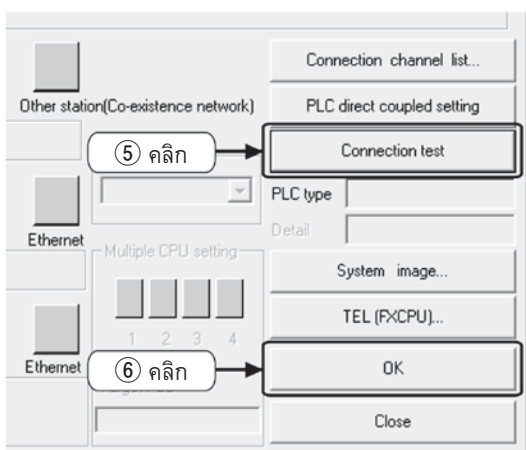 Connection channel list...
Other station(Co-existence network)
PLC direct coupled setting
⑤ คลิก
Connection test
PLC type
Ethernet
Detail
Multiple CPU setting
System image...
1 2 3 4
TEL (FXCPU)...
Ethernet
⑥ คลิก
OK
Close